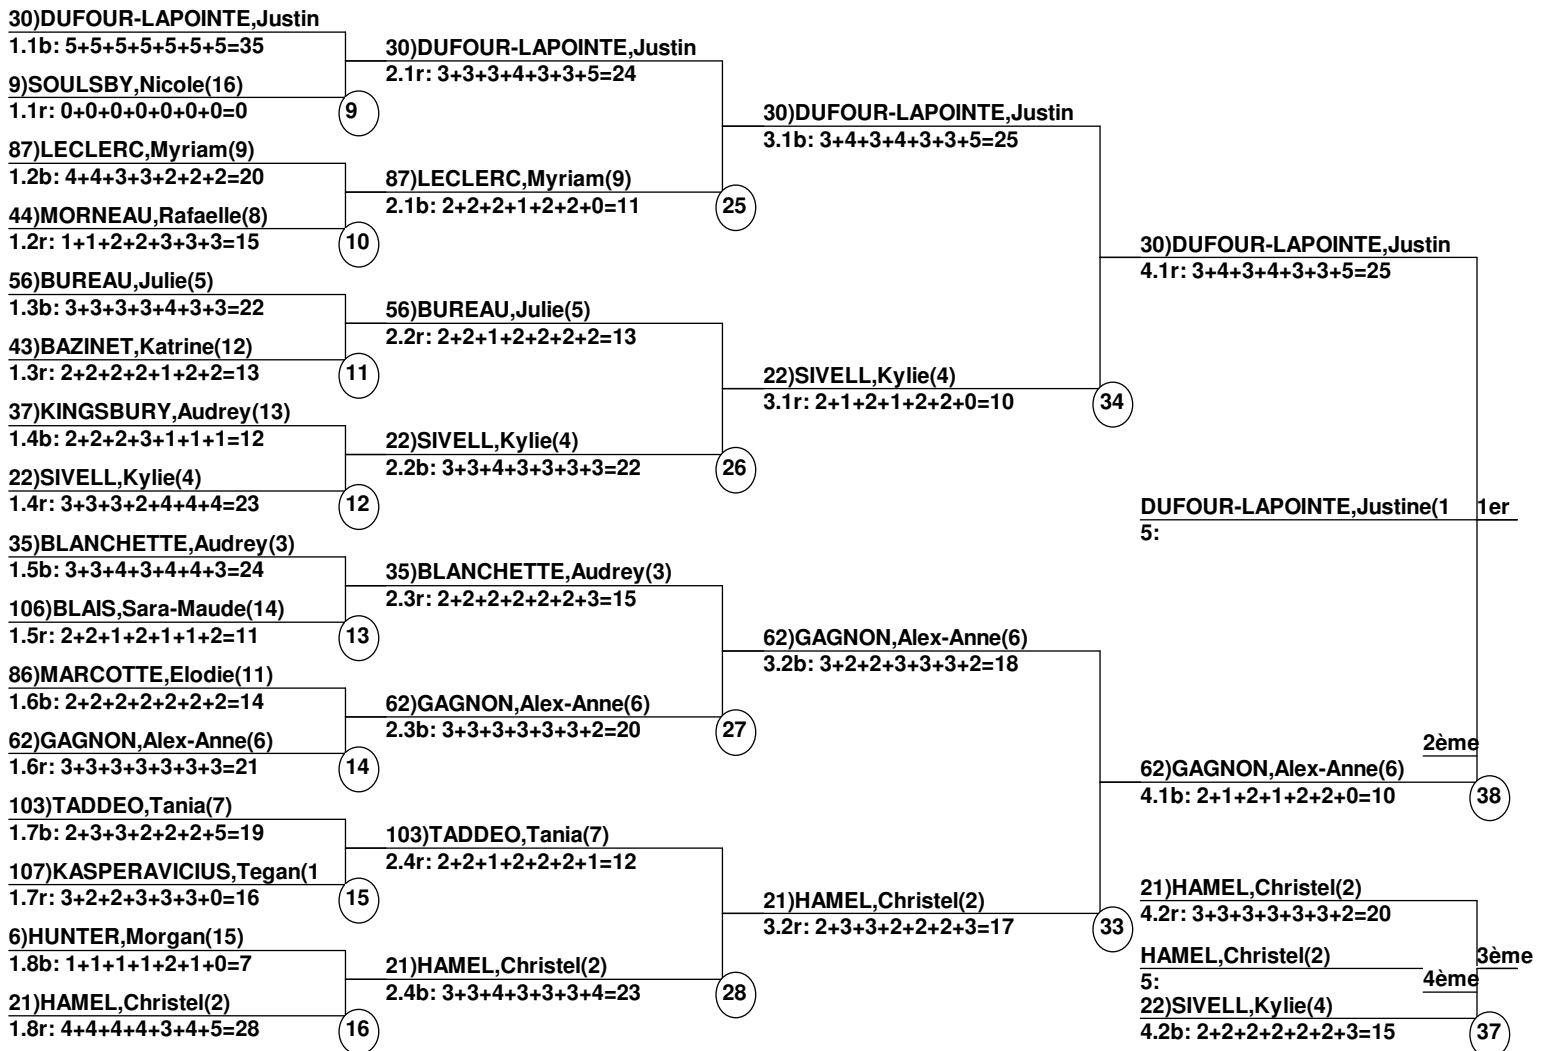 30)DUFOUR-LAPOINTE,Justin
1.1b: 5+5+5+5+5+5+5=35
9)SOULSBY,Nicole(16)
1.1r: 0+0+0+0+0+0+0=0
9
87)LECLERC,Myriam(9)
1.2b: 4+4+3+3+2+2+2=20
44)MORNEAU,Rafaelle(8)
1.2r: 1+1+2+2+3+3+3=15
10
56)BUREAU,Julie(5)
1.3b: 3+3+3+3+4+3+3=22
43)BAZINET,Katrine(12)
1.3r: 2+2+2+2+1+2+2=13
11
37)KINGSBURY,Audrey(13)
1.4b: 2+2+2+3+1+1+1=12
22)SIVELL,Kylie(4)
1.4r: 3+3+3+2+4+4+4=23
12
35)BLANCHETTE,Audrey(3)
1.5b: 3+3+4+3+4+4+3=24
106)BLAIS,Sara-Maude(14)
1.5r: 2+2+1+2+1+1+2=11
13
86)MARCOTTE,Elodie(11)
1.6b: 2+2+2+2+2+2+2=14
62)GAGNON,Alex-Anne(6)
1.6r: 3+3+3+3+3+3+3=21
14
103)TADDEO,Tania(7)
1.7b: 2+3+3+2+2+2+5=19
107)KASPERAVICIUS,Tegan(1
1.7r: 3+2+2+3+3+3+0=16
15
6)HUNTER,Morgan(15)
1.8b: 1+1+1+1+2+1+0=7
21)HAMEL,Christel(2)
1.8r: 4+4+4+4+3+4+5=28
16
30)DUFOUR-LAPOINTE,Justin
2.1r: 3+3+3+4+3+3+5=24
87)LECLERC,Myriam(9)
2.1b: 2+2+2+1+2+2+0=11
25
56)BUREAU,Julie(5)
2.2r: 2+2+1+2+2+2+2=13
22)SIVELL,Kylie(4)
2.2b: 3+3+4+3+3+3+3=22
26
35)BLANCHETTE,Audrey(3)
2.3r: 2+2+2+2+2+2+3=15
62)GAGNON,Alex-Anne(6)
2.3b: 3+3+3+3+3+3+2=20
27
103)TADDEO,Tania(7)
2.4r: 2+2+1+2+2+2+1=12
21)HAMEL,Christel(2)
2.4b: 3+3+4+3+3+3+4=23
28
30)DUFOUR-LAPOINTE,Justin
3.1b: 3+4+3+4+3+3+5=25
22)SIVELL,Kylie(4)
3.1r: 2+1+2+1+2+2+0=10
34
62)GAGNON,Alex-Anne(6)
3.2b: 3+2+2+3+3+3+2=18
21)HAMEL,Christel(2)
3.2r: 2+3+3+2+2+2+3=17
33
30)DUFOUR-LAPOINTE,Justin
4.1r: 3+4+3+4+3+3+5=25
DUFOUR-LAPOINTE,Justine(1 1er
5:
2ème
62)GAGNON,Alex-Anne(6)
4.1b: 2+1+2+1+2+2+0=10
38
21)HAMEL,Christel(2)
4.2r: 3+3+3+3+3+3+2=20
HAMEL,Christel(2) 3ème
5:
4ème
22)SIVELL,Kylie(4)
4.2b: 2+2+2+2+2+2+3=15
37